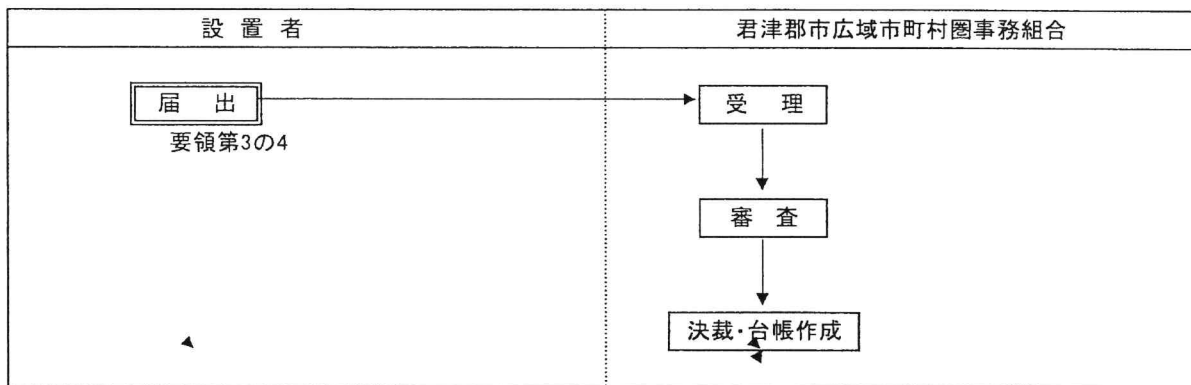 設置者
君津郡市広域市町村圏事務組合
届出
受理
要領第3の4
審査
決裁・台帳作成